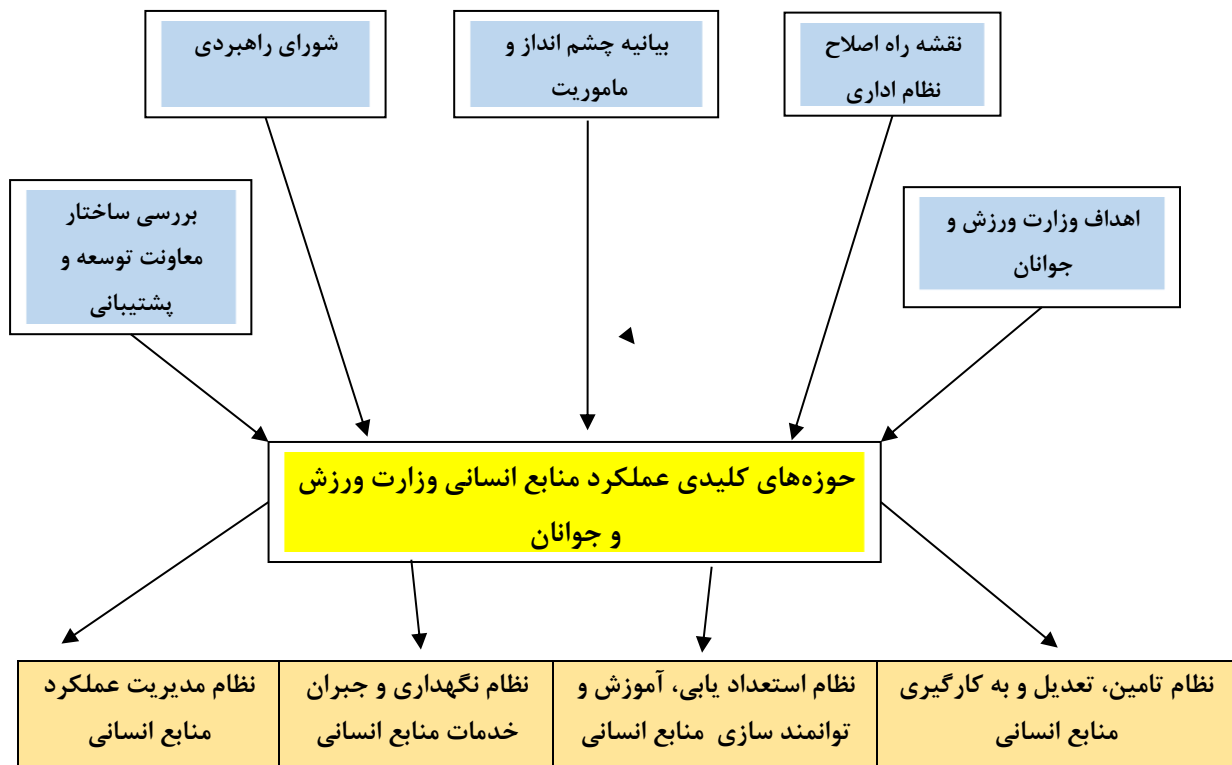 نقشه راه اصلاح
نظام اداری
بیانیه چشم انداز و
ماموریت
شورای راهبردی
اهداف وزارت ورزش و
جوانان
بررسی ساختار
معاونت توسعه و
پشتیبانی
حوزه‌های کلیدی عملکرد منابع انسانی وزارت ورزش
و جوانان
نظام تامین، تعدیل و به کارگیری
منابع انسانی
نظام استعداد یابی، آموزش و
توانمند سازی منابع انسانی
نظام نگهداری و جبران
خدمات منابع انسانی
نظام مدیریت عملکرد
منابع انسانی